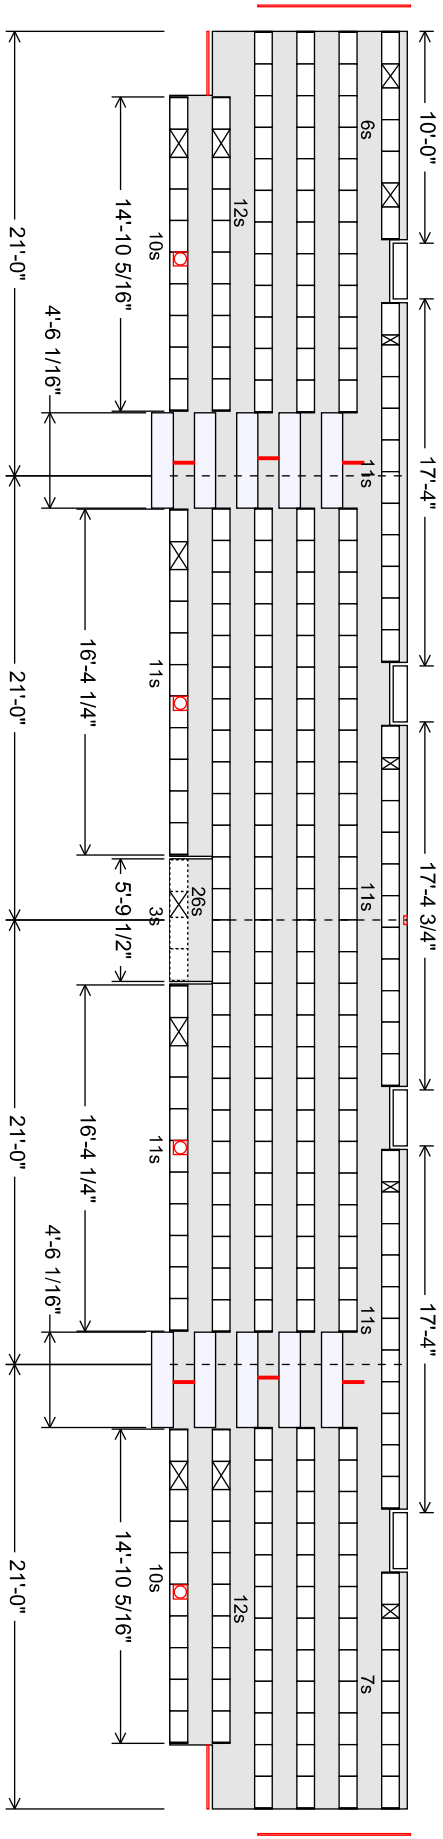 10'-0"
17'-4"
17'-4 3/4"
17'-4"
6s
11s
11s
11s
7s
12s
26s
12s
10s
11s
3s
11s
10s
14'-10 5/16"
16'-4 1/4"
5'-9 1/2"
16'-4 1/4"
14'-10 5/16"
4'-6 1/16"
4'-6 1/16"
21'-0"
21'-0"
21'-0"
21'-0"